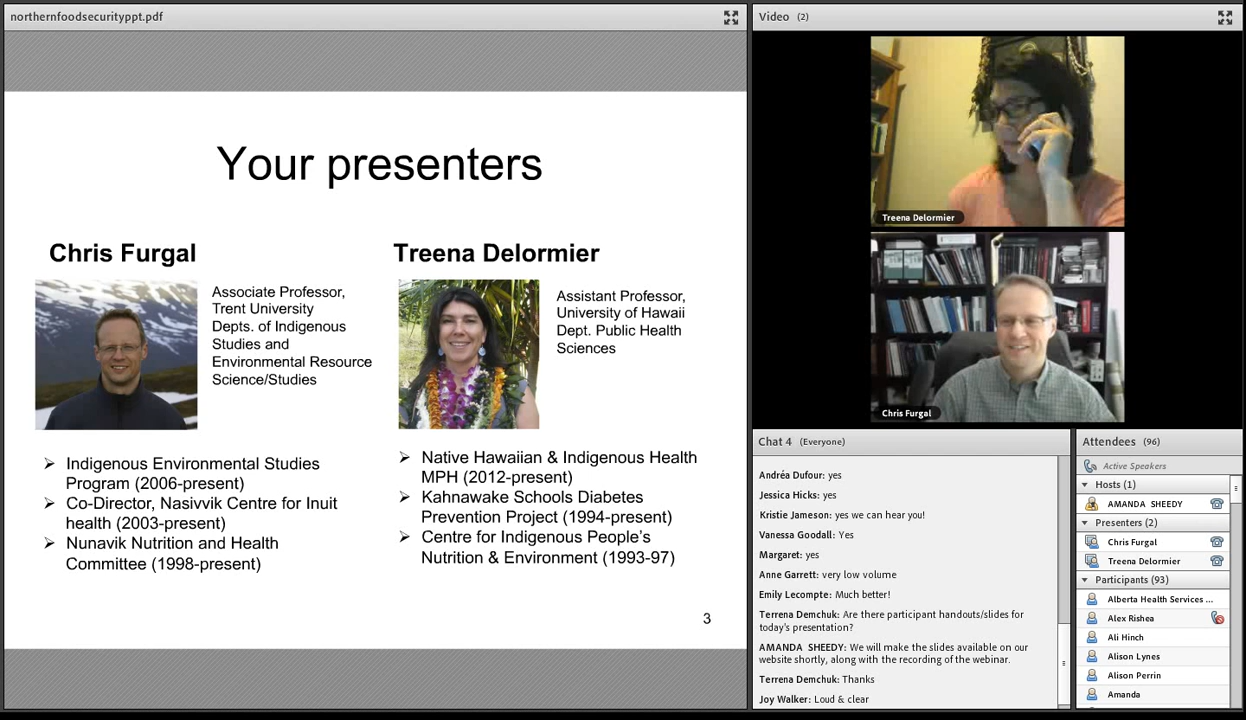 northernfoodsecurityppt.pdf
Your presenters
Chris Furgal
Associate Professor,
Trent University
Depts. of Indigenous
Studies and
Environmental Resource
Science/Studies
➢ Indigenous Environmental Studies
Program (2006-present)
➢ Co-Director, Nasivvik Centre for Inuit
health (2003-present)
➢ Nunavik Nutrition and Health
Committee (1998-present)
Treena Delormier
Assistant Professor,
University of Hawaii
Dept. Public Health
Sciences
➢ Native Hawaiian & Indigenous Health
MPH (2012-present)
➢ Kahnawake Schools Diabetes
Prevention Project (1994-present)
➢ Centre for Indigenous People's
Nutrition & Environment (1993-97)
3
Video (2)
Treena Delormier
Chris Furgal
Chat 4 (Everyone)
Andréa Dufour: yes
Jessica Hicks: yes
Kristie Jameson: yes we can hear you!
Vanessa Goodall: Yes
Margaret: yes
Anne Garrett: very low volume
Emily Lecompte: Much better!
Terrena Demchuk: Are there participant handouts/slides for
today's presentation?
AMANDA SHEEDY: We will make the slides available on our
website shortly, along with the recording of the webinar.
Terrena Demchuk: Thanks
Joy Walker: Loud & clear
Attendees (96)
Active Speakers
Hosts (1)
AMANDA SHEEDY
Presenters (2)
Chris Furgal
Treena Delormier
Participants (93)
Alberta Health Services ...
Alex Rishea
Ali Hinch
Alison Lynes
Alison Perrin
Amanda